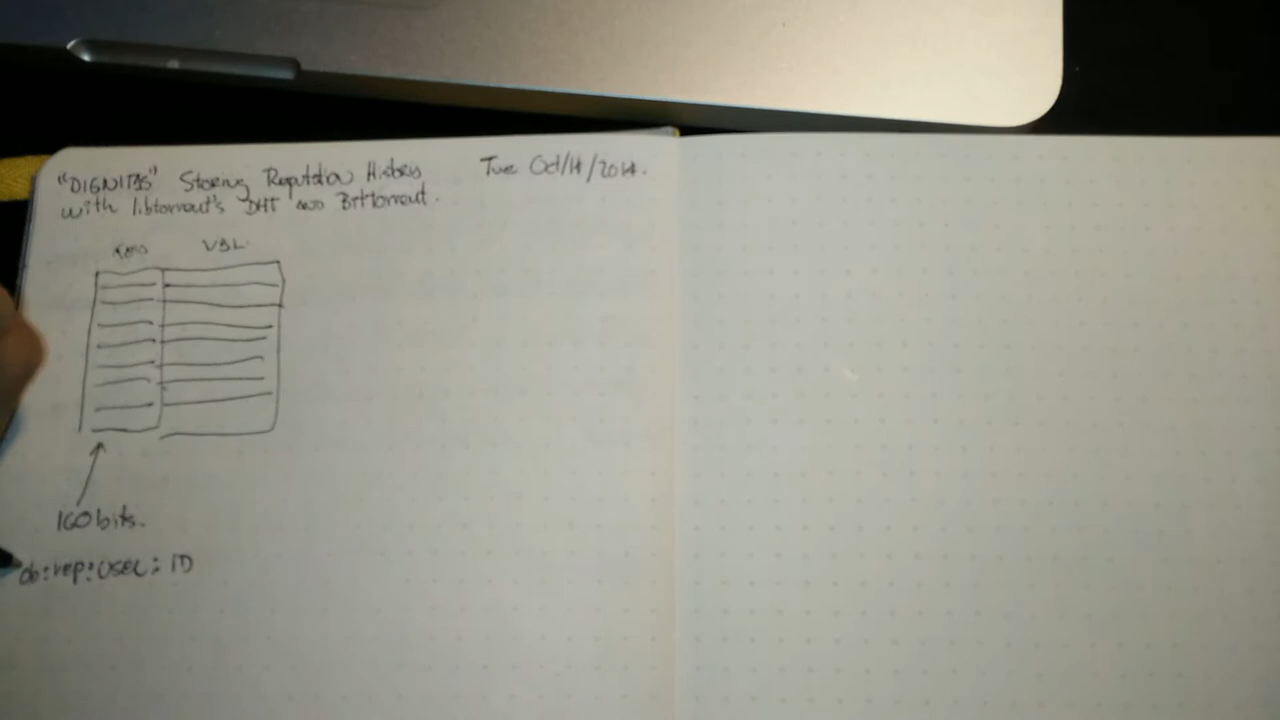 "DIGNITAS" Storing Reputation History
with libtorrent's DHT AND BitTorrent.
Tue Oct/14/2014.
VAL
160 bits.
ob:rep:user:ID